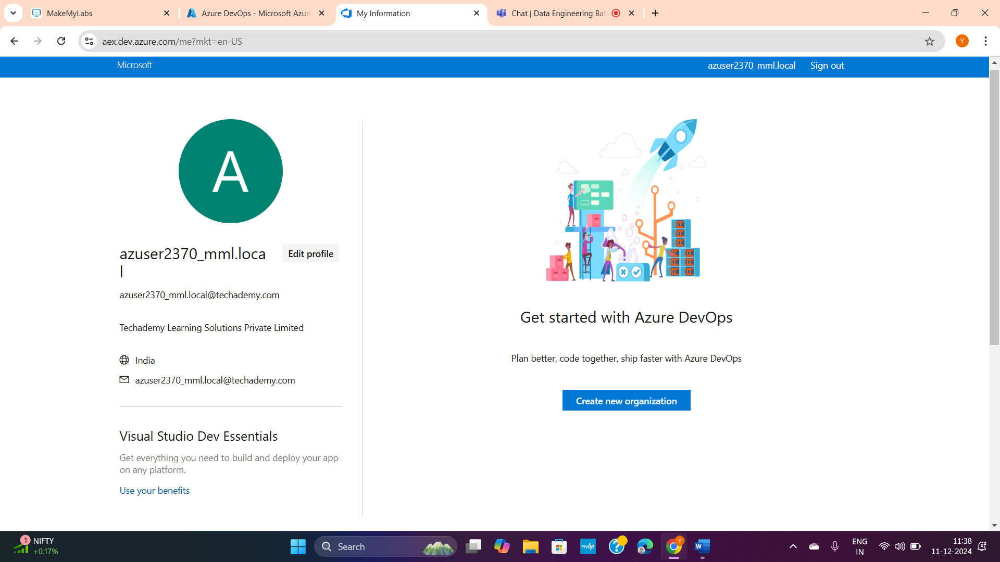 MakeMyLabs
Azure DevOps - Microsoft Azur
My Information
Chat | Data Engineering Bat
aex.dev.azure.com/me?mkt=en-US
Y
Microsoft
azuser2370_mml.local
Sign out
A
azuser2370_mml.loca
l
Edit profile
azuser2370_mml.local@techademy.com
Techademy Learning Solutions Private Limited
India
azuser2370_mml.local@techademy.com
Visual Studio Dev Essentials
Get everything you need to build and deploy your app
on any platform.
Use your benefits
Get started with Azure DevOps
Plan better, code together, ship faster with Azure DevOps
Create new organization
1
NIFTY
+0.17%
Search
myhp
Y
W
ENG
IN
11:38
11-12-2024